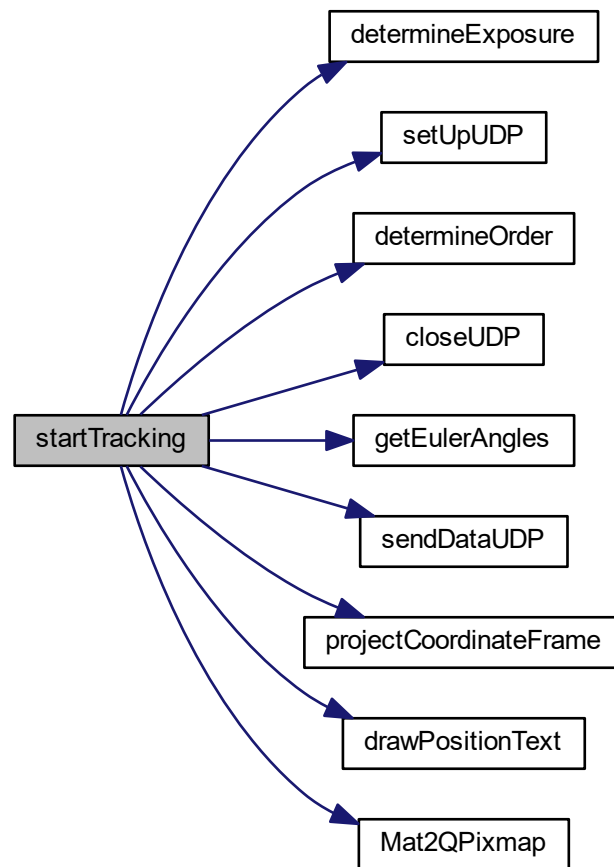 determineExposure
setUpUDP
determineOrder
closeUDP
startTracking
getEulerAngles
sendDataUDP
projectCoordinateFrame
drawPositionText
Mat2QPixmap